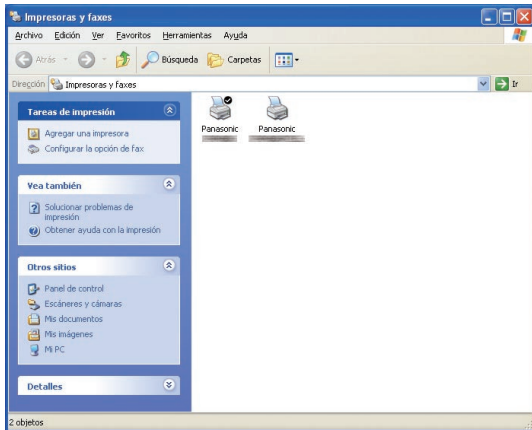 Impresoras y faxes
Archivo Edición Ver Favoritos Herramientas Ayuda
Atrás Búsqueda Carpetas
Dirección Impresoras y faxes Ir
Tareas de impresión
Agregar una impresora
Configurar la opción de fax
Vea también
Solucionar problemas de
impresión
Obtener ayuda con la impresión
Otros sitios
Panel de control
Escáneres y cámaras
Mis documentos
Mis imágenes
Mi PC
Detalles
Panasonic Panasonic
2 objetos